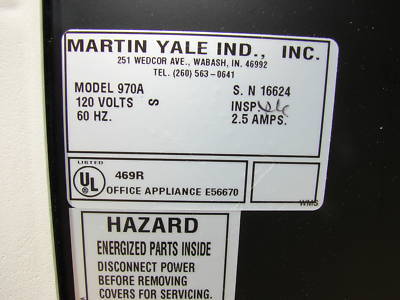 MARTIN YALE IND., INC.
251 WEDCOR AVE., WABASH, IN. 46992
TEL. (260) 563-0641
MODEL 970A S. N 16624
120 VOLTS S INSP.
60 HZ. 2.5 AMPS.
LISTED
UL 469R
OFFICE APPLIANCE E56670
WMS
HAZARD
ENERGIZED PARTS INSIDE
DISCONNECT POWER
BEFORE REMOVING
COVERS FOR SERVICING.